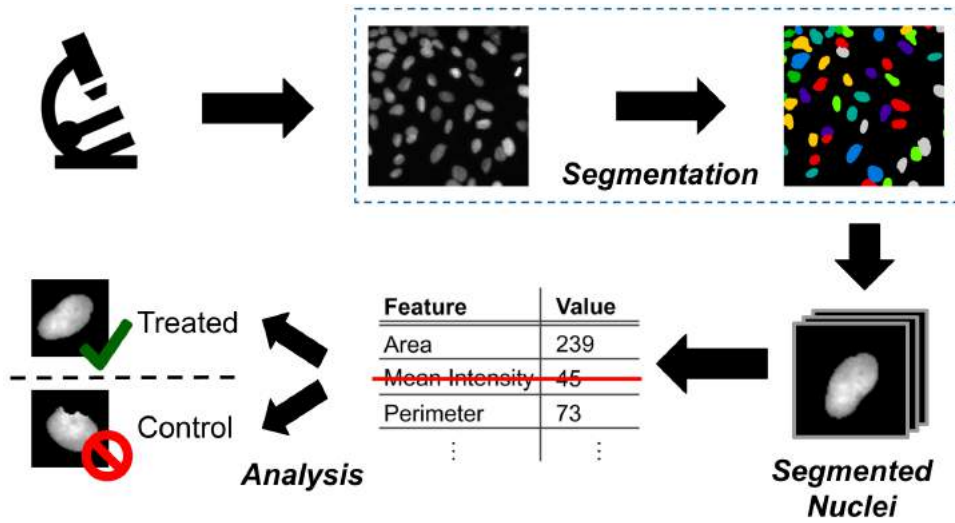 Segmentation
Treated
Control
Analysis
Feature Value
Area 239
Mean Intensity 45
Perimeter 73
⋮ ⋮
Segmented
Nuclei